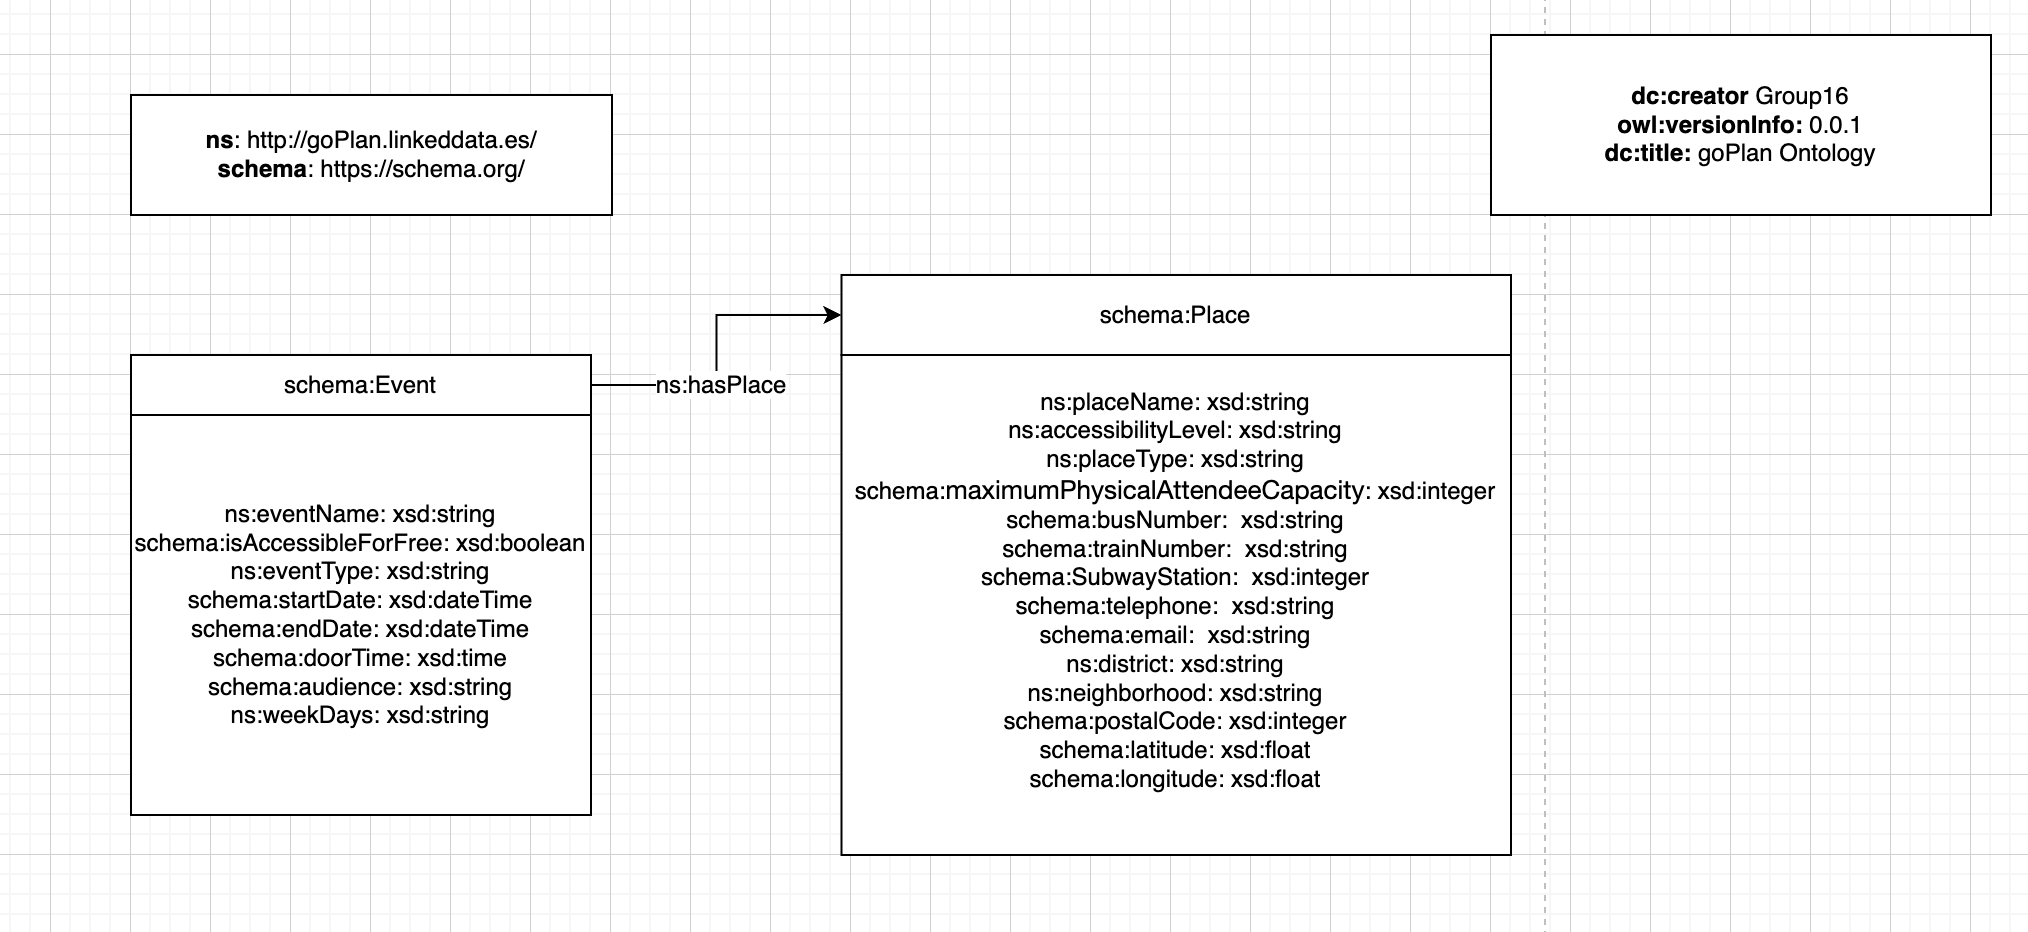 ns: http://goPlan.linkeddata.es/
schema: https://schema.org/
dc:creator Group16
owl:versionInfo: 0.0.1
dc:title: goPlan Ontology
schema:Event
ns:eventName: xsd:string
schema:isAccessibleForFree: xsd:boolean
ns:eventType: xsd:string
schema:startDate: xsd:dateTime
schema:endDate: xsd:dateTime
schema:doorTime: xsd:time
schema:audience: xsd:string
ns:weekDays: xsd:string
ns:hasPlace
schema:Place
ns:placeName: xsd:string
ns:accessibilityLevel: xsd:string
ns:placeType: xsd:string
schema:maximumPhysicalAttendeeCapacity: xsd:integer
schema:busNumber: xsd:string
schema:trainNumber: xsd:string
schema:SubwayStation: xsd:integer
schema:telephone: xsd:string
schema:email: xsd:string
ns:district: xsd:string
ns:neighborhood: xsd:string
schema:postalCode: xsd:integer
schema:latitude: xsd:float
schema:longitude: xsd:float